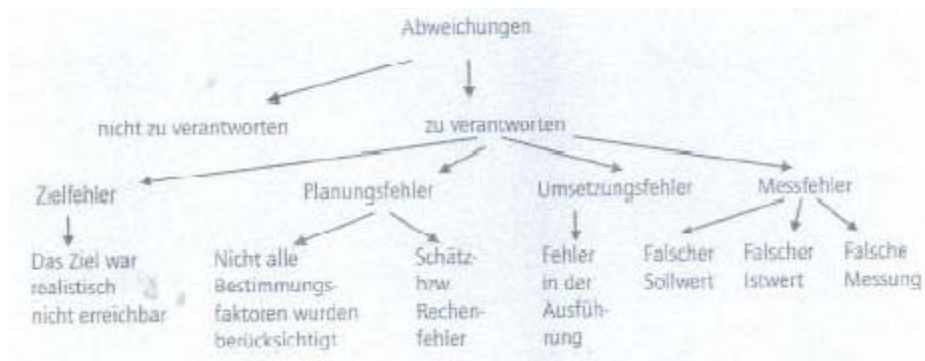 Abweichungen
nicht zu verantworten
zu verantworten
Zielfehler
Planungsfehler
Umsetzungsfehler
Messfehler
Das Ziel war
realistisch
nicht erreichbar
Nicht alle
Bestimmungs-
faktoren wurden
berücksichtigt
Schätz-
bzw
Rechen-
fehler
Fehler
in der
Ausfüh-
rung
Falscher
Sollwert
Falscher
Istwert
Falsche
Messung